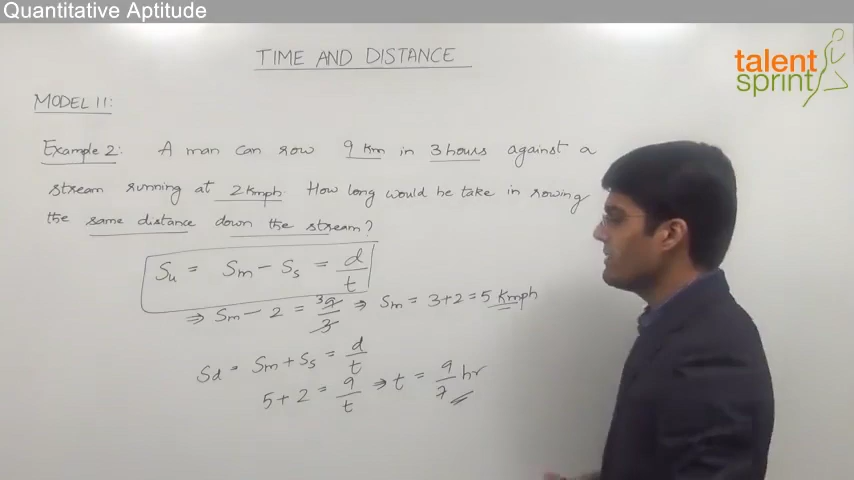 Quantitative Aptitude
talent
sprint
TIME AND DISTANCE
MODEL 11:
Example 2: A man can row 9 km in 3 hours against a
stream running at 2 kmph. How long would he take in rowing
the same distance down the stream?
Su = Sm - Ss = d/t
⇒ Sm - 2 = 9/3 3 ⇒ Sm = 3+2 = 5 Kmph
Sd = Sm + Ss = d/t
5+2 = 9/t ⇒ t = 9/7 hr